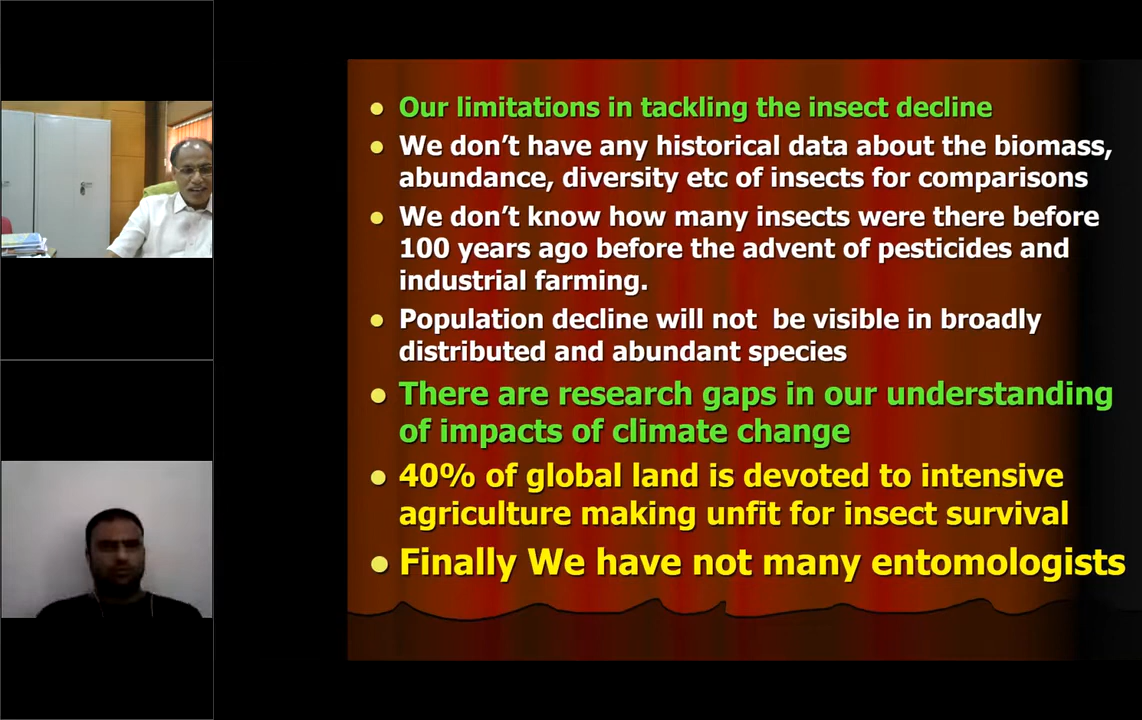 Our limitations in tackling the insect decline
We don't have any historical data about the biomass,
abundance, diversity etc of insects for comparisons
We don't know how many insects were there before
100 years ago before the advent of pesticides and
industrial farming.
Population decline will not  be visible in broadly
distributed and abundant species
There are research gaps in our understanding
of impacts of climate change
40% of global land is devoted to intensive
agriculture making unfit for insect survival
Finally We have not many entomologists